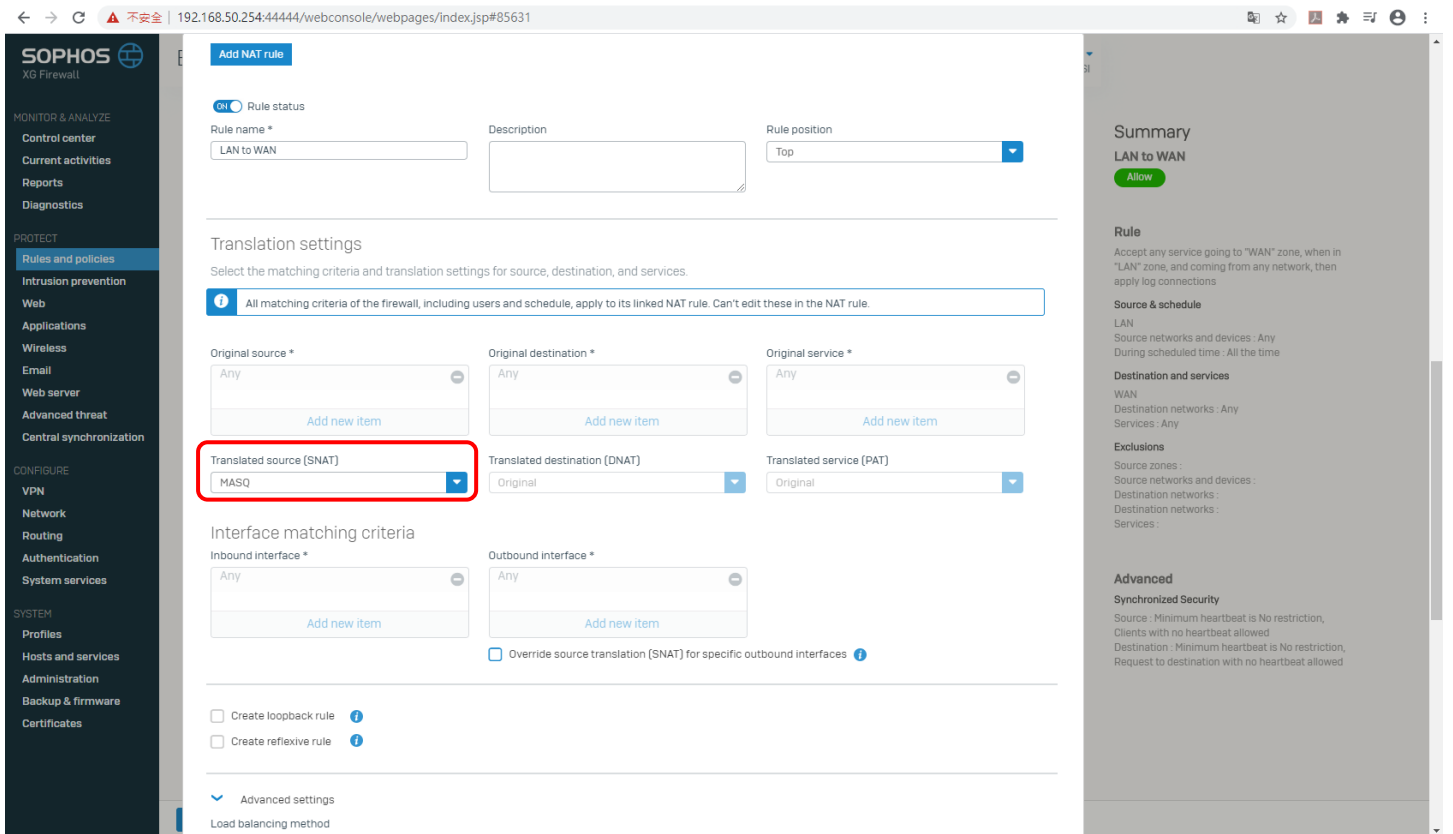 不安全 | 192.168.50.254:44444/webconsole/webpages/index.jsp#85631
SOPHOS
XG Firewall
MONITOR & ANALYZE
Control center
Current activities
Reports
Diagnostics
PROTECT
Rules and policies
Intrusion prevention
Web
Applications
Wireless
Email
Web server
Advanced threat
Central synchronization
CONFIGURE
VPN
Network
Routing
Authentication
System services
SYSTEM
Profiles
Hosts and services
Administration
Backup & firmware
Certificates
Add NAT rule
ON Rule status
Rule name *
Description
Rule position
LAN to WAN
Top
Translation settings
Select the matching criteria and translation settings for source, destination, and services.
All matching criteria of the firewall, including users and schedule, apply to its linked NAT rule. Can't edit these in the NAT rule.
Original source *
Original destination *
Original service *
Any
Any
Any
Add new item
Add new item
Add new item
Translated source (SNAT)
Translated destination (DNAT)
Translated service (PAT)
MASQ
Original
Original
Interface matching criteria
Inbound interface *
Outbound interface *
Any
Any
Add new item
Add new item
Override source translation (SNAT) for specific outbound interfaces
Create loopback rule
Create reflexive rule
Advanced settings
Load balancing method
Summary
LAN to WAN
Allow
Rule
Accept any service going to "WAN" zone, when in
"LAN" zone, and coming from any network, then
apply log connections
Source & schedule
LAN
Source networks and devices : Any
During scheduled time : All the time
Destination and services
WAN
Destination networks : Any
Services : Any
Exclusions
Source zones :
Source networks and devices :
Destination networks :
Destination networks :
Services :
Advanced
Synchronized Security
Source : Minimum heartbeat is No restriction,
Clients with no heartbeat allowed
Destination : Minimum heartbeat is No restriction,
Request to destination with no heartbeat allowed